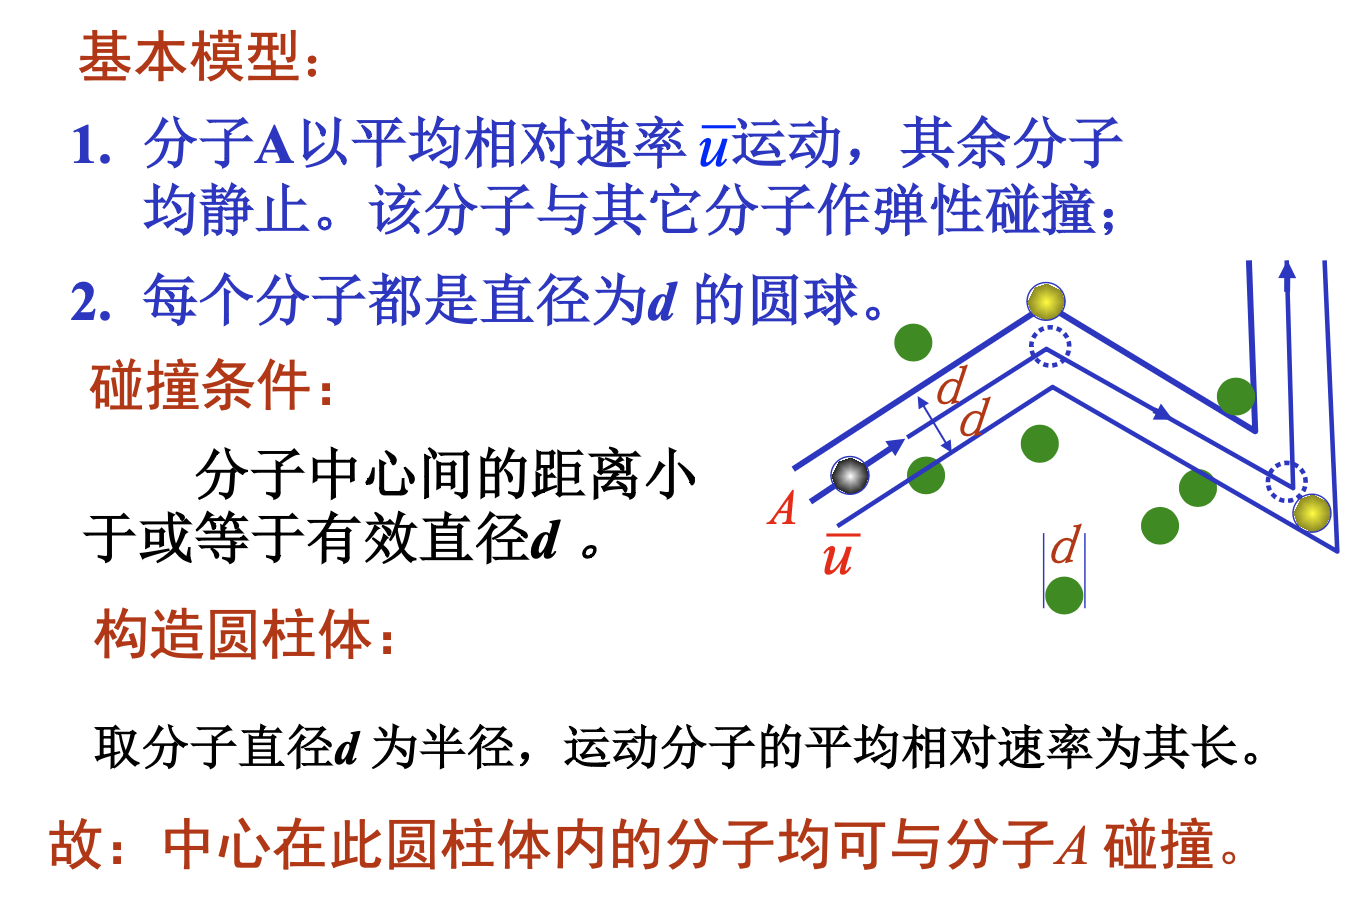 基本模型：
1. 分子A以平均相对速率 u̅ 运动，其余分子
均静止。该分子与其它分子作弹性碰撞；
2. 每个分子都是直径为d 的圆球。
碰撞条件：
分子中心间的距离小
于或等于有效直径d 。
d
d
A
u̅
d
构造圆柱体：
取分子直径d 为半径，运动分子的平均相对速率为其长。
故：中心在此圆柱体内的分子均可与分子A 碰撞。